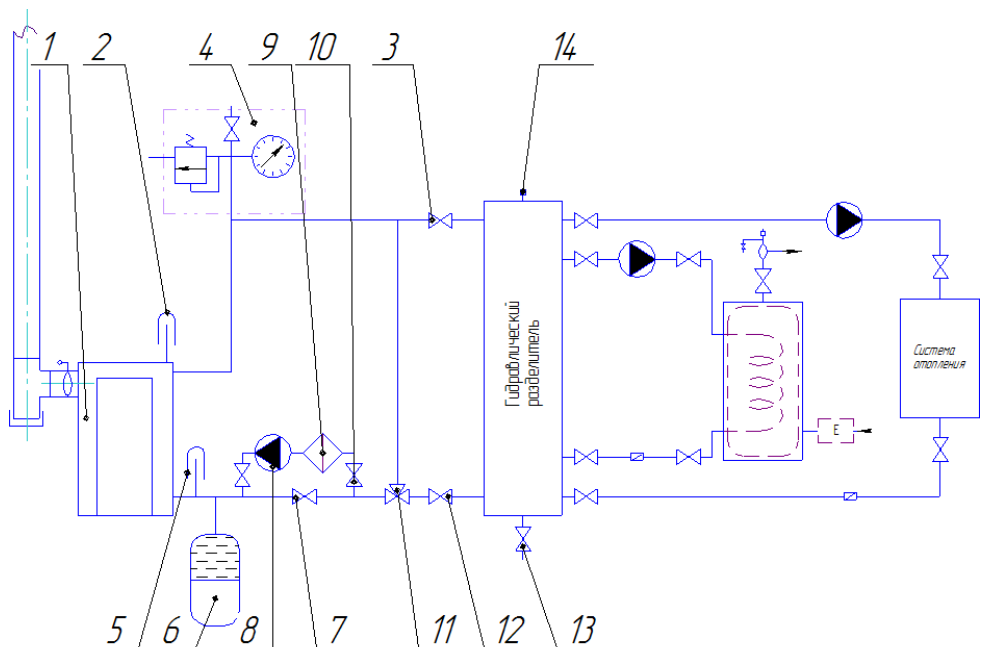 1 2 4 9 10 3 14
Гидравлический
разделитель
Система
отопления
E
5 6 8 7 11 12 13